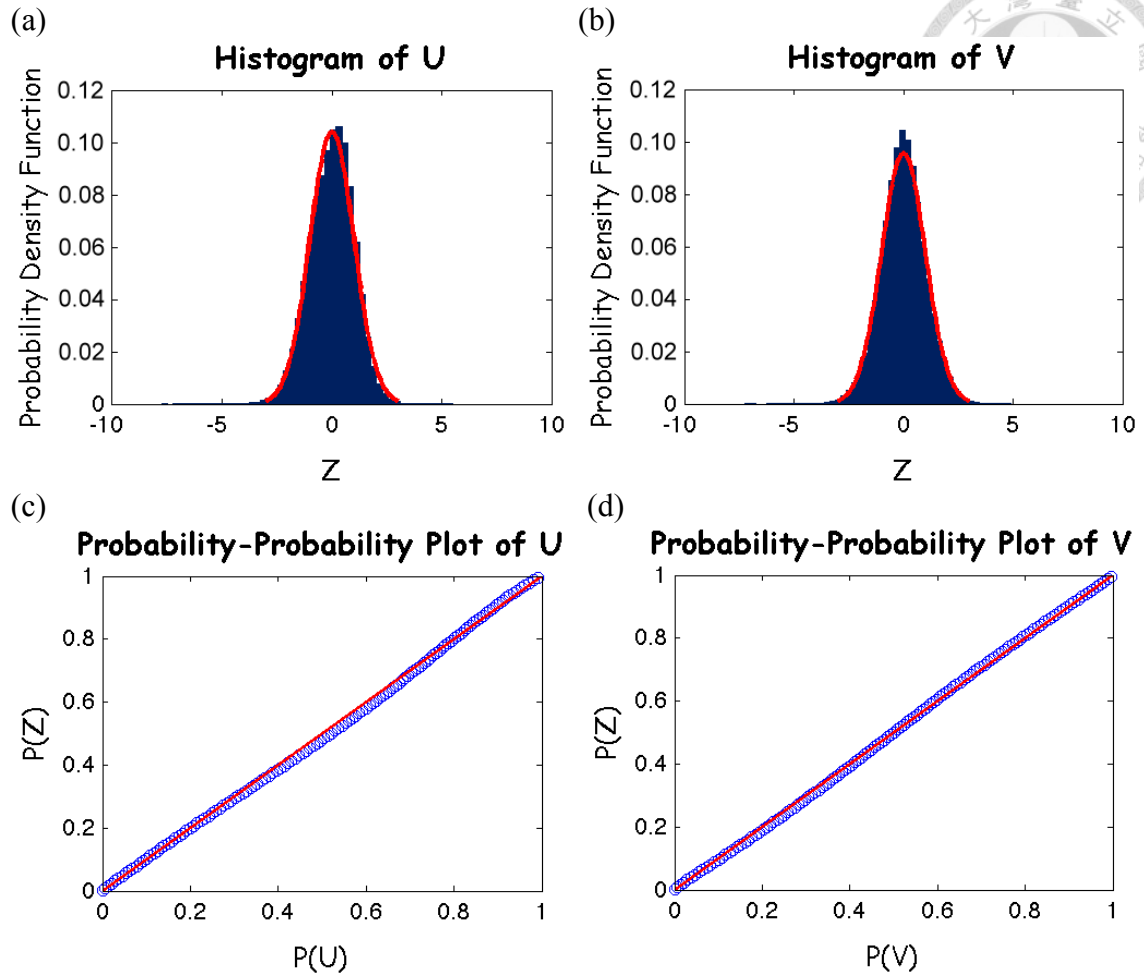 (a)
(b)
大灣臺立
Histogram of U
Histogram of V
Probability Density Function
0.12
0.10
0.08
0.06
0.04
0.02
0
-10
-5
0
5
10
Z
Probability Density Function
0.12
0.10
0.08
0.06
0.04
0.02
0
-10
-5
0
5
10
Z
(c)
(d)
Probability-Probability Plot of U
Probability-Probability Plot of V
P(Z)
1
0.8
0.6
0.4
0.2
0
0
0.2
0.4
0.6
0.8
1
P(U)
P(Z)
1
0.8
0.6
0.4
0.2
0
0
0.2
0.4
0.6
0.8
1
P(V)